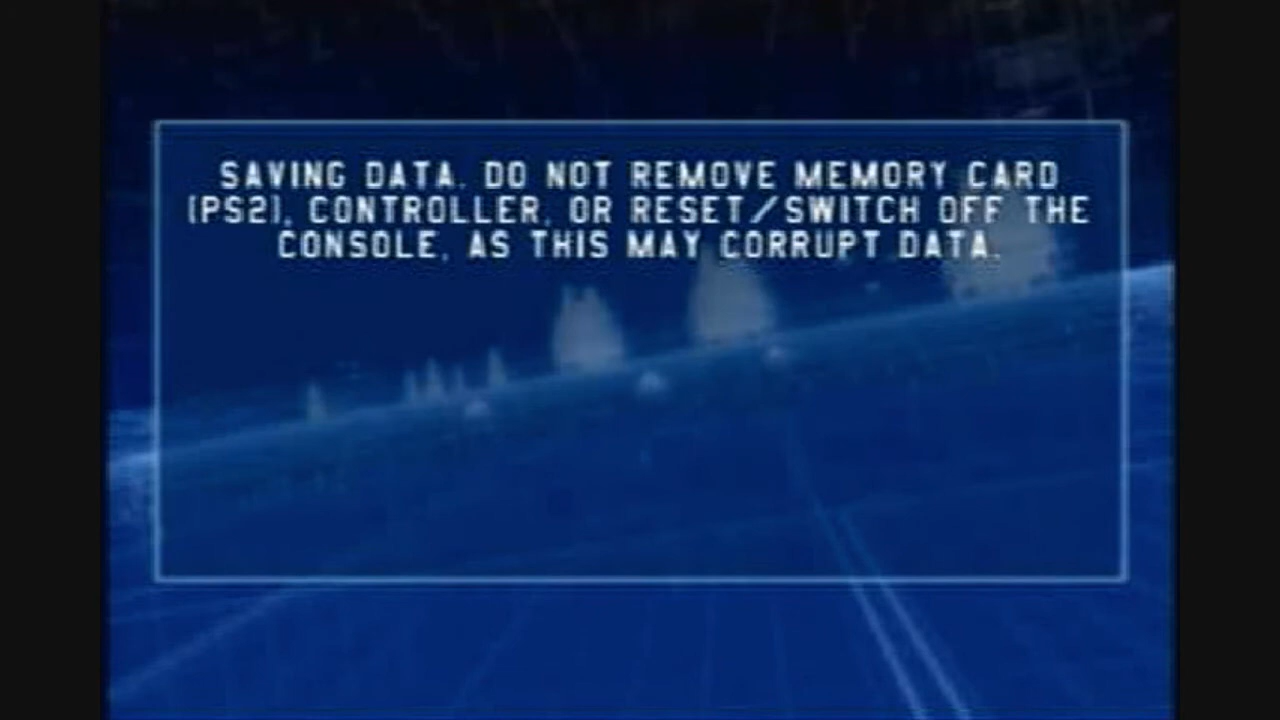 SAVING DATA. DO NOT REMOVE MEMORY CARD
(PS2), CONTROLLER, OR RESET/SWITCH OFF THE
CONSOLE, AS THIS MAY CORRUPT DATA.